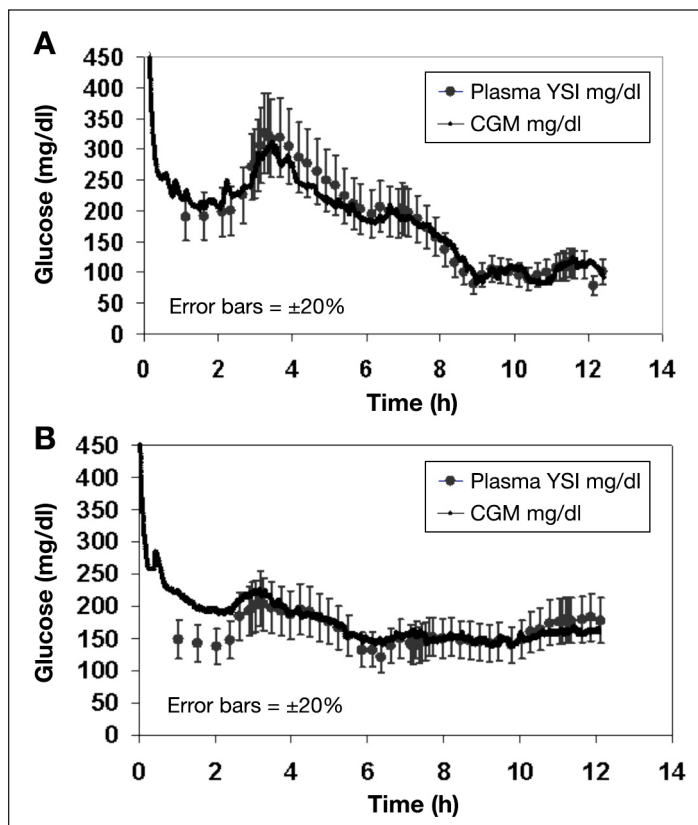 A
450
400
350
300
250
200
150
100
50
0
Glucose (mg/dl)
Plasma YSI mg/dl
CGM mg/dl
Error bars = ±20%
0 2 4 6 8 10 12 14
Time (h)
B
450
400
350
300
250
200
150
100
50
0
Glucose (mg/dl)
Plasma YSI mg/dl
CGM mg/dl
Error bars = ±20%
0 2 4 6 8 10 12 14
Time (h)